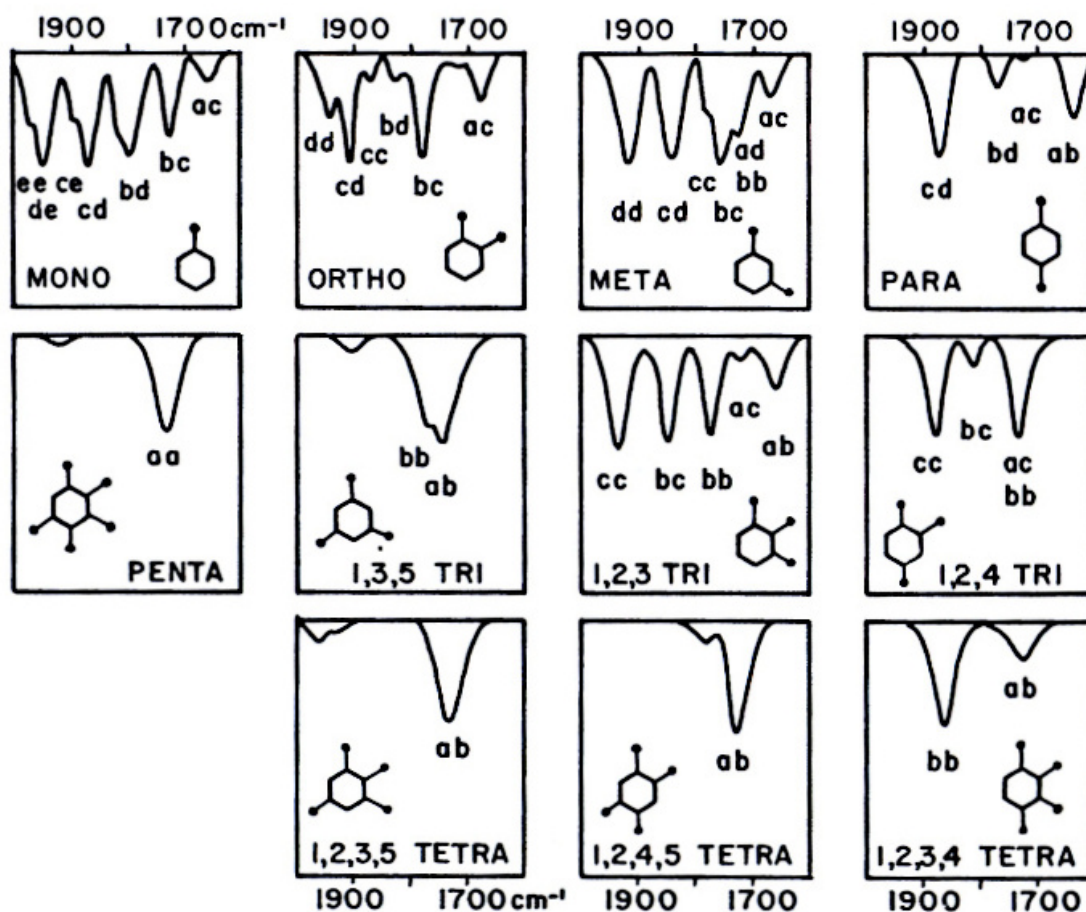 1900 1700cm⁻¹ 1900 1700 1900 1700 1900 1700
ac
ee ce
de cd
bd
bc
MONO
dd
cd
cc
bd
bc
ac
ORTHO
ac
ad
cc bb
dd cd bc
META
ac
bd ab
cd
PARA
aa
PENTA
bb
ab
1,3,5 TRI
ac
ab
cc bc bb
1,2,3 TRI
bc
cc ac
bb
1,2,4 TRI
ab
1,2,3,5 TETRA
ab
1,2,4,5 TETRA
ab
bb
1,2,3,4 TETRA
1900 1700cm⁻¹ 1900 1700 1900 1700